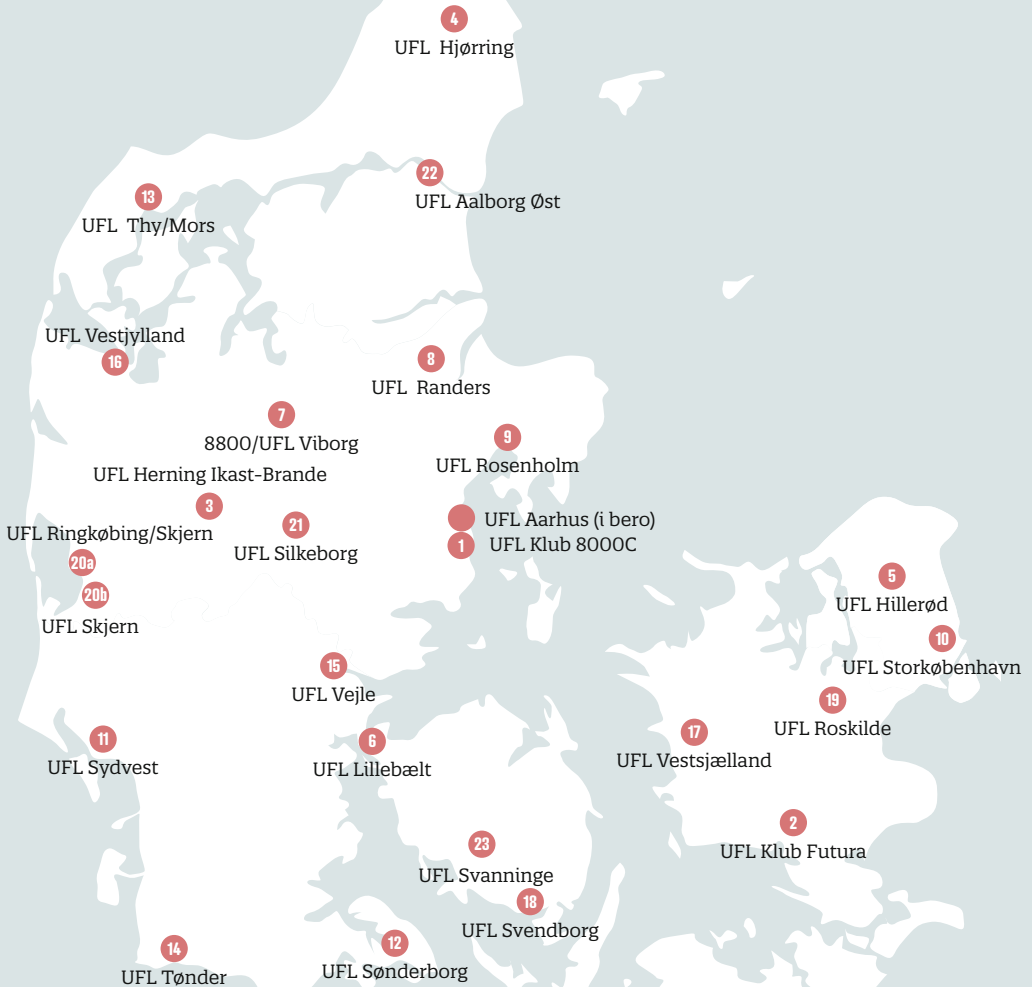 4
UFL Hjørring
22
UFL Aalborg Øst
13
UFL Thy/Mors
UFL Vestjylland
16
8
UFL Randers
7
8800/UFL Viborg
9
UFL Rosenholm
UFL Herning Ikast-Brande
3
UFL Aarhus (i bero)
1 UFL Klub 8000C
21
UFL Silkeborg
UFL Ringkøbing/Skjern
20a
20b
UFL Skjern
5
UFL Hillerød
10
UFL Storkøbenhavn
15
UFL Vejle
19
UFL Roskilde
17
UFL Vestsjælland
11
UFL Sydvest
6
UFL Lillebælt
2
UFL Klub Futura
23
UFL Svanninge
18
UFL Svendborg
14
UFL Tønder
12
UFL Sønderborg